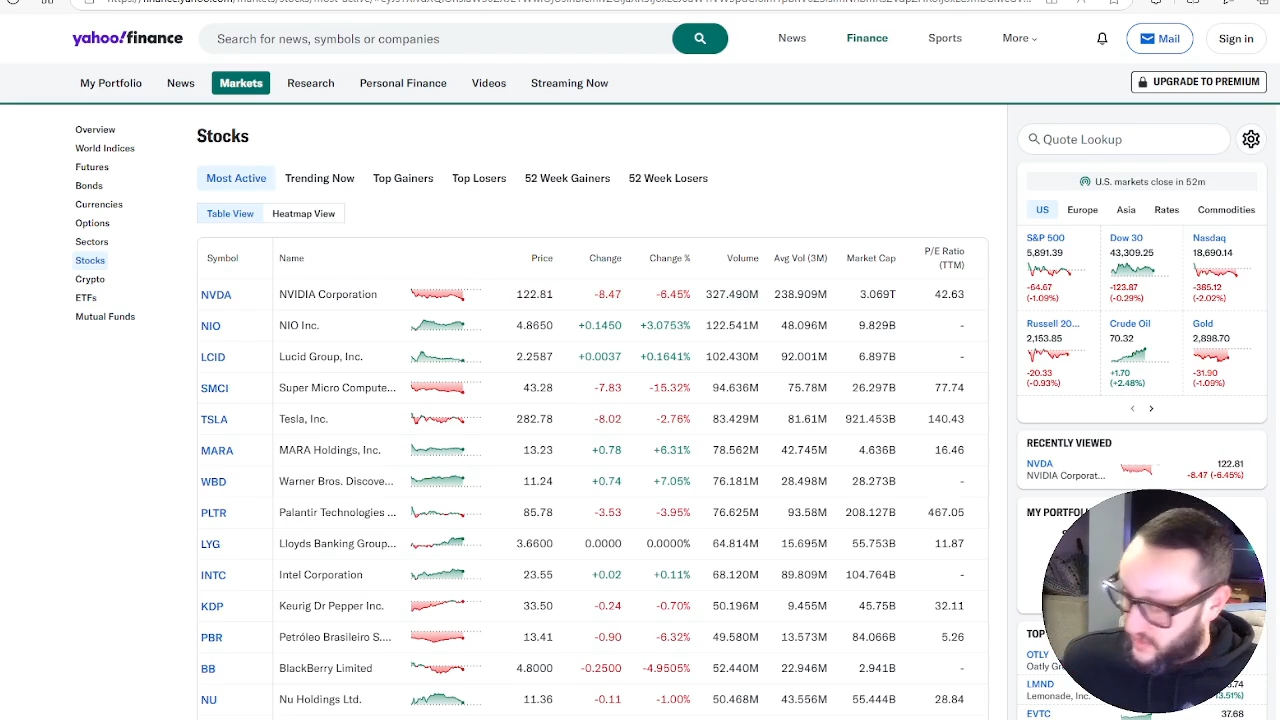 yahoo!finance
Search for news, symbols or companies
News
Finance
Sports
More
Mail
Sign in
My Portfolio
News
Markets
Research
Personal Finance
Videos
Streaming Now
UPGRADE TO PREMIUM
Overview
World Indices
Futures
Bonds
Currencies
Options
Sectors
Stocks
Crypto
ETFs
Mutual Funds
Stocks
Most Active Trending Now Top Gainers Top Losers 52 Week Gainers 52 Week Losers
Table View Heatmap View
Symbol Name Price Change Change % Volume Avg Vol (3M) Market Cap P/E Ratio (TTM)
NVDA NVIDIA Corporation 122.81 -8.47 -6.45% 327.490M 238.909M 3.069T 42.63
NIO NIO Inc. 4.8650 +0.1450 +3.0753% 122.541M 48.096M 9.829B -
LCID Lucid Group, Inc. 2.2587 +0.0037 +0.1641% 102.430M 92.001M 6.897B -
SMCI Super Micro Compute... 43.28 -7.83 -15.32% 94.636M 75.78M 26.297B 77.74
TSLA Tesla, Inc. 282.78 -8.02 -2.76% 83.429M 81.61M 921.453B 140.43
MARA MARA Holdings, Inc. 13.23 +0.78 +6.31% 78.562M 42.745M 4.636B 16.46
WBD Warner Bros. Discove... 11.24 +0.74 +7.05% 76.181M 28.498M 28.273B -
PLTR Palantir Technologies ... 85.78 -3.53 -3.95% 76.625M 93.58M 208.127B 467.05
LYG Lloyds Banking Group... 3.6600 0.0000 0.0000% 64.814M 15.695M 55.753B 11.87
INTC Intel Corporation 23.55 +0.02 +0.11% 68.120M 89.809M 104.764B -
KDP Keurig Dr Pepper Inc. 33.50 -0.24 -0.70% 50.196M 9.455M 45.75B 32.11
PBR Petróleo Brasileiro S.... 13.41 -0.90 -6.32% 49.580M 13.573M 84.066B 5.26
BB BlackBerry Limited 4.8000 -0.2500 -4.9505% 52.440M 22.946M 2.941B -
NU Nu Holdings Ltd. 11.36 -0.11 -1.00% 50.468M 43.556M 55.444B 28.84
Quote Lookup
U.S. markets close in 52m
US Europe Asia Rates Commodities
S&P 500 Dow 30 Nasdaq
5,891.39 43,309.25 18,690.14
-64.67 -123.87 -385.12
(-1.09%) (-0.29%) (-2.02%)
Russell 20... Crude Oil Gold
2,153.85 70.32 2,898.70
-20.33 +1.70 -31.90
(-0.93%) (+2.48%) (-1.09%)
RECENTLY VIEWED
NVDA 122.81
NVIDIA Corporat... -8.47 (-6.45%)
MY
TOP
OTLY
Oatly
LMND
Lemonade, Inc.
EVTC 37.68